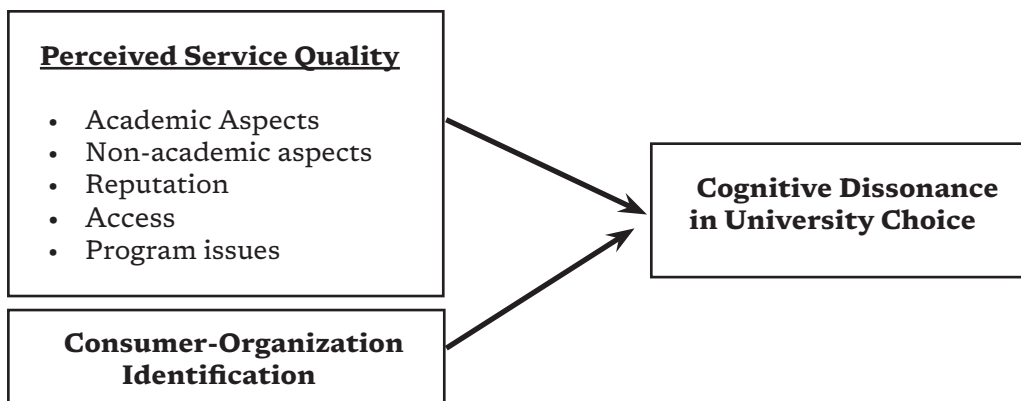 Perceived Service Quality
• Academic Aspects
• Non-academic aspects
• Reputation
• Access
• Program issues
Cognitive Dissonance
in University Choice
Consumer-Organization
Identification